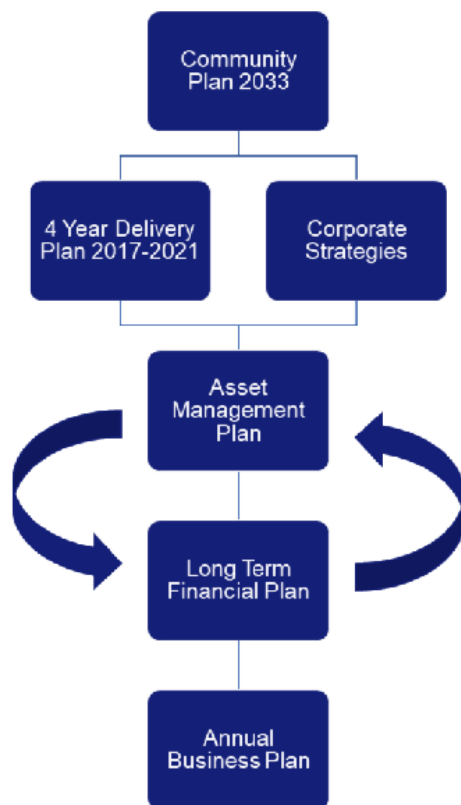 Community
Plan 2033
4 Year Delivery
Plan 2017-2021
Corporate
Strategies
Asset
Management
Plan
Long Term
Financial Plan
Annual
Business Plan